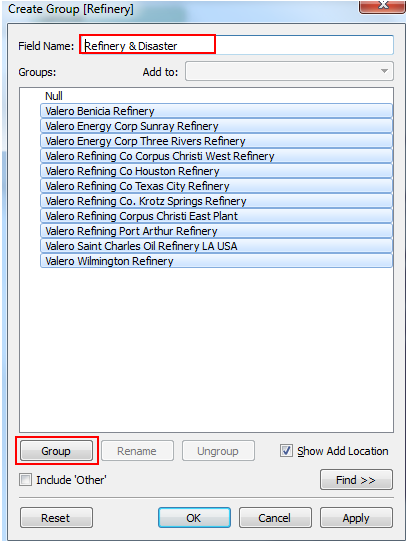 Create Group [Refinery]
Field Name: Refinery & Disaster
Groups: Add to:
Null
Valero Benicia Refinery
Valero Energy Corp Sunray Refinery
Valero Energy Corp Three Rivers Refinery
Valero Refining Co Corpus Christi West Refinery
Valero Refining Co Houston Refinery
Valero Refining Co Texas City Refinery
Valero Refining Co. Krotz Springs Refinery
Valero Refining Corpus Christi East Plant
Valero Refining Port Arthur Refinery
Valero Saint Charles Oil Refinery LA USA
Valero Wilmington Refinery
Group Rename Ungroup Show Add Location
Include 'Other' Find >>
Reset OK Cancel Apply